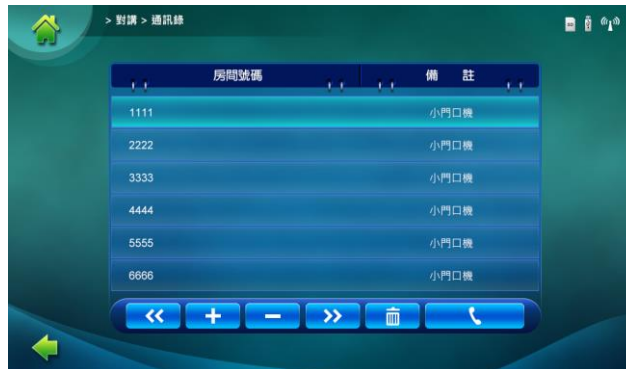 > 對講 > 通訊錄
房間號碼 備 註
1111 小門口機
2222 小門口機
3333 小門口機
4444 小門口機
5555 小門口機
6666 小門口機